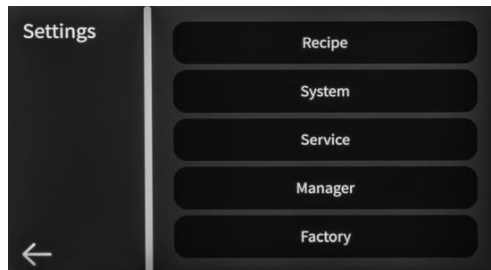 Settings
Recipe
System
Service
Manager
Factory